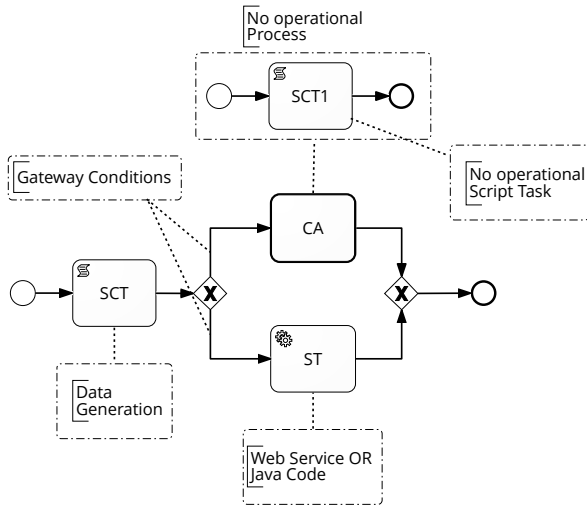 No operational
Process
SCT1
No operational
Script Task
Gateway Conditions
CA
SCT
X
X
ST
Data
Generation
Web Service OR
Java Code